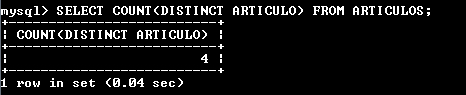 mysql> SELECT COUNT(DISTINCT ARTICULO) FROM ARTICULOS;
+--------------------------+
| COUNT(DISTINCT ARTICULO) |
+--------------------------+
|                        4 |
+--------------------------+
1 row in set (0.04 sec)